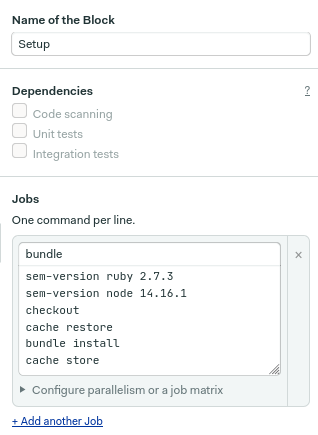 Name of the Block
Setup
Dependencies ?
Code scanning
Unit tests
Integration tests
Jobs
One command per line.
bundle ×
sem-version ruby 2.7.3
sem-version node 14.16.1
checkout
cache restore
bundle install
cache store
Configure parallelism or a job matrix
+ Add another Job